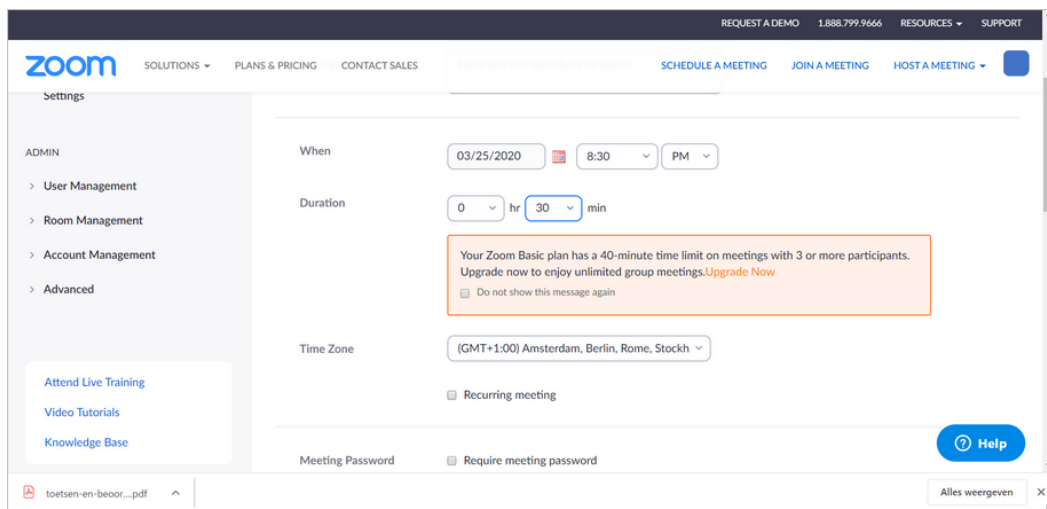 REQUEST A DEMO 1.888.799.9666 RESOURCES SUPPORT
zoom SOLUTIONS PLANS & PRICING CONTACT SALES SCHEDULE A MEETING JOIN A MEETING HOST A MEETING
Settings
ADMIN
User Management
Room Management
Account Management
Advanced
Attend Live Training
Video Tutorials
Knowledge Base
When 03/25/2020 8:30 PM
Duration 0 hr 30 min
Your Zoom Basic plan has a 40-minute time limit on meetings with 3 or more participants.
Upgrade now to enjoy unlimited group meetings.Upgrade Now
Do not show this message again
Time Zone (GMT+1:00) Amsterdam, Berlin, Rome, Stockh
Recurring meeting
Meeting Password Require meeting password
Help
toetsen-en-beoor....pdf Alles weergeven